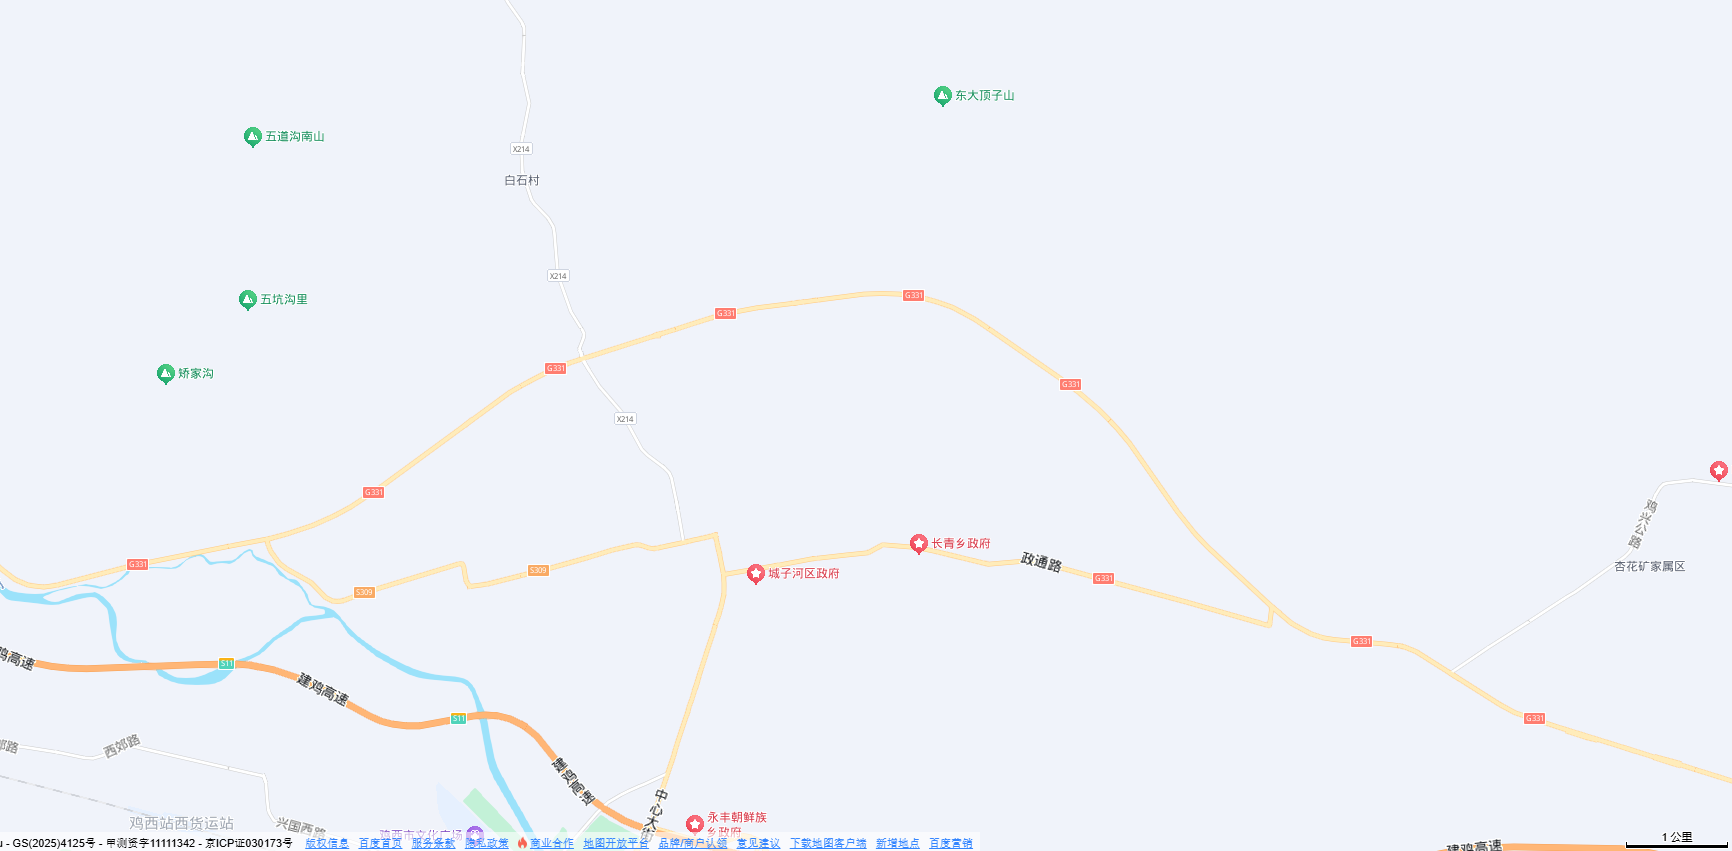 东大顶子山
五道沟南山
X214
白石村
X214
五坑沟里
G331
G331
G331
矫家沟
G331
X214
G331
鸡兴公路
长青乡政府
政通路
G331
杏花矿家属区
G331
S309
S309
城子河区政府
G331
鸡高速
S11
建鸡高速
S11
G331
西郊路
郊路
建鸡高速
中心大街
鸡西站西货运站
兴国西路
鸡西市文化广场
永丰朝鲜族
乡政府
1 公里
建鸡高速
- GS(2025)4125号 - 甲测资字11111342 - 京ICP证030173号 版权信息 百度首页 服务条款 隐私政策 商业合作 地图开放平台 品牌/商户认领 意见建议 下载地图客户端 新增地点 百度营销